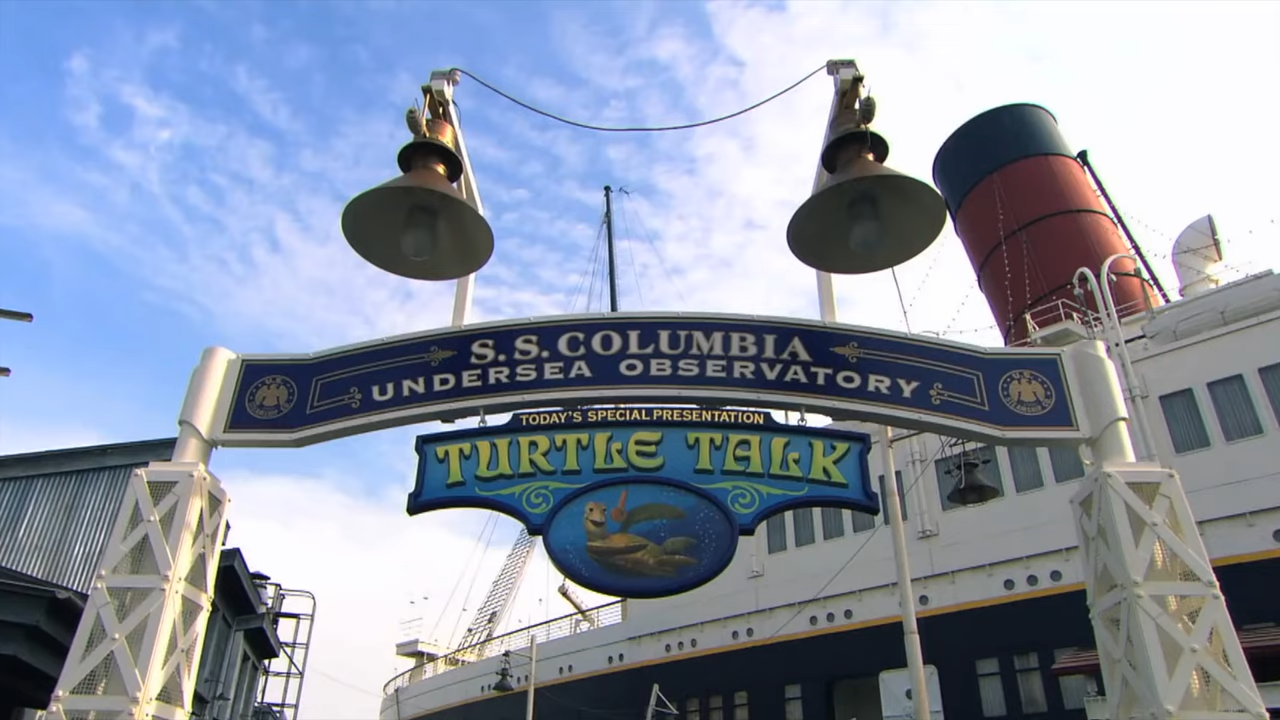 S.S. COLUMBIA
UNDERSEA OBSERVATORY
TODAY'S SPECIAL PRESENTATION
TURTLE TALK